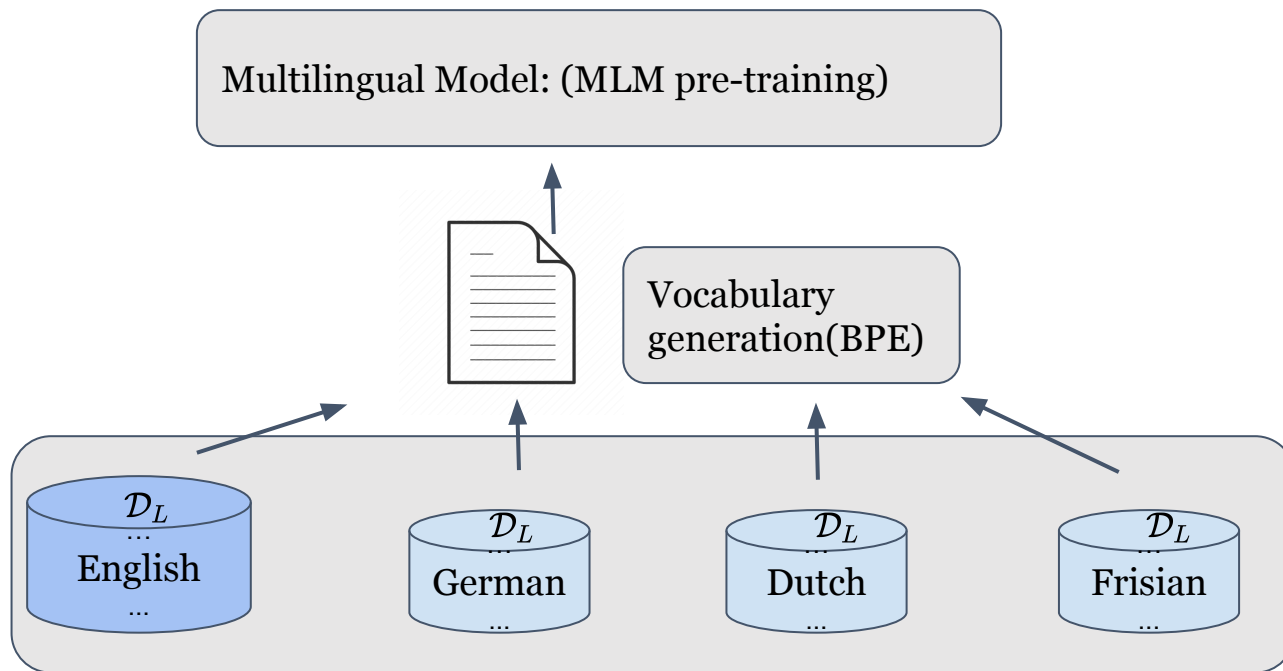 Multilingual Model: (MLM pre-training)
Vocabulary
generation(BPE)
𝒟_L
...
English
...
𝒟_L
...
German
...
𝒟_L
...
Dutch
...
𝒟_L
...
Frisian
...